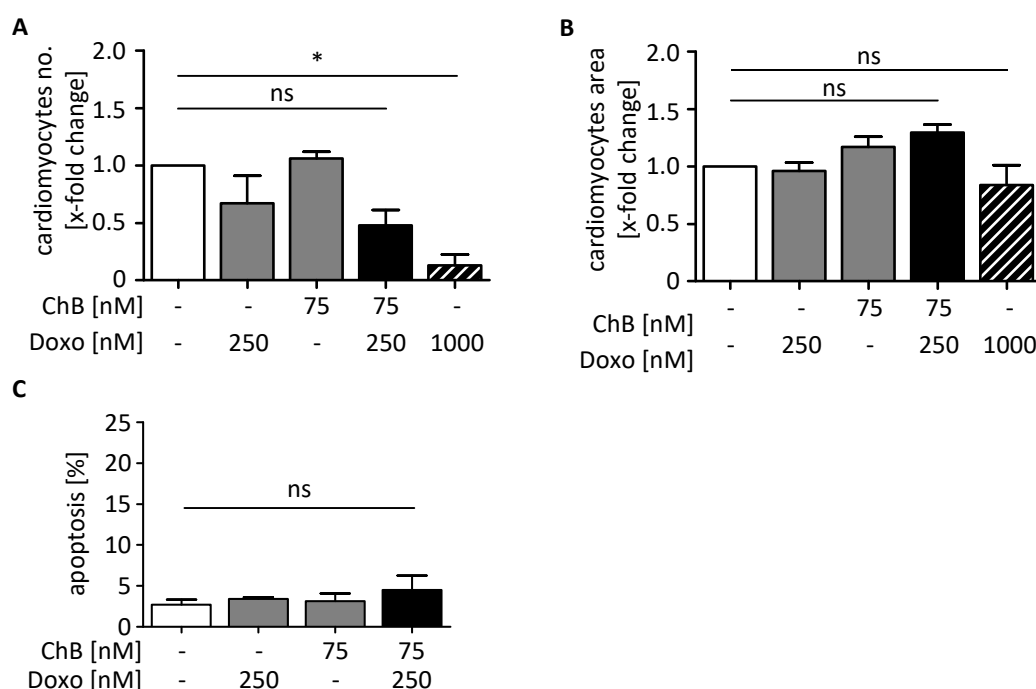 A
cardiomyocytes no.
[x-fold change]
2.0
1.5
1.0
0.5
0
*
ns
ChB [nM] - - 75 75 -
Doxo [nM] - 250 - 250 1000
B
cardiomyocytes area
[x-fold change]
2.0
1.5
1.0
0.5
0
ns
ns
ChB [nM] - - 75 75 -
Doxo [nM] - 250 - 250 1000
C
apoptosis [%]
25
20
15
10
5
0
ns
ChB [nM] - - 75 75
Doxo [nM] - 250 - 250